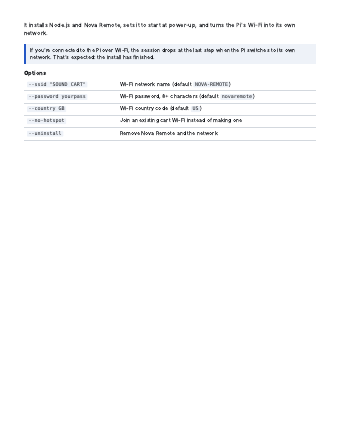 It installs Node.js and Nova Remote, sets it to start at power-up, and turns the Pi's Wi-Fi into its own
network.
If you're connected to the Pi over Wi-Fi, the session drops at the last step when the Pi switches to its own
network. That's expected: the install has finished.
Options
--ssid "SOUND CART" Wi-Fi network name (default NOVA-REMOTE)
--password yourpass Wi-Fi password, 8+ characters (default novaremote)
--country GB Wi-Fi country code (default US)
--no-hotspot Join an existing cart Wi-Fi instead of making one
--uninstall Remove Nova Remote and the network